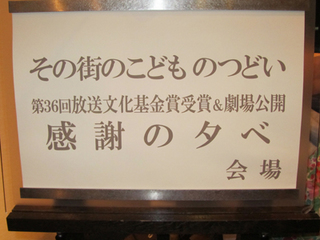 その街のこどものつどい
第36回放送文化基金賞受賞&劇場公開
感謝の夕べ
会場